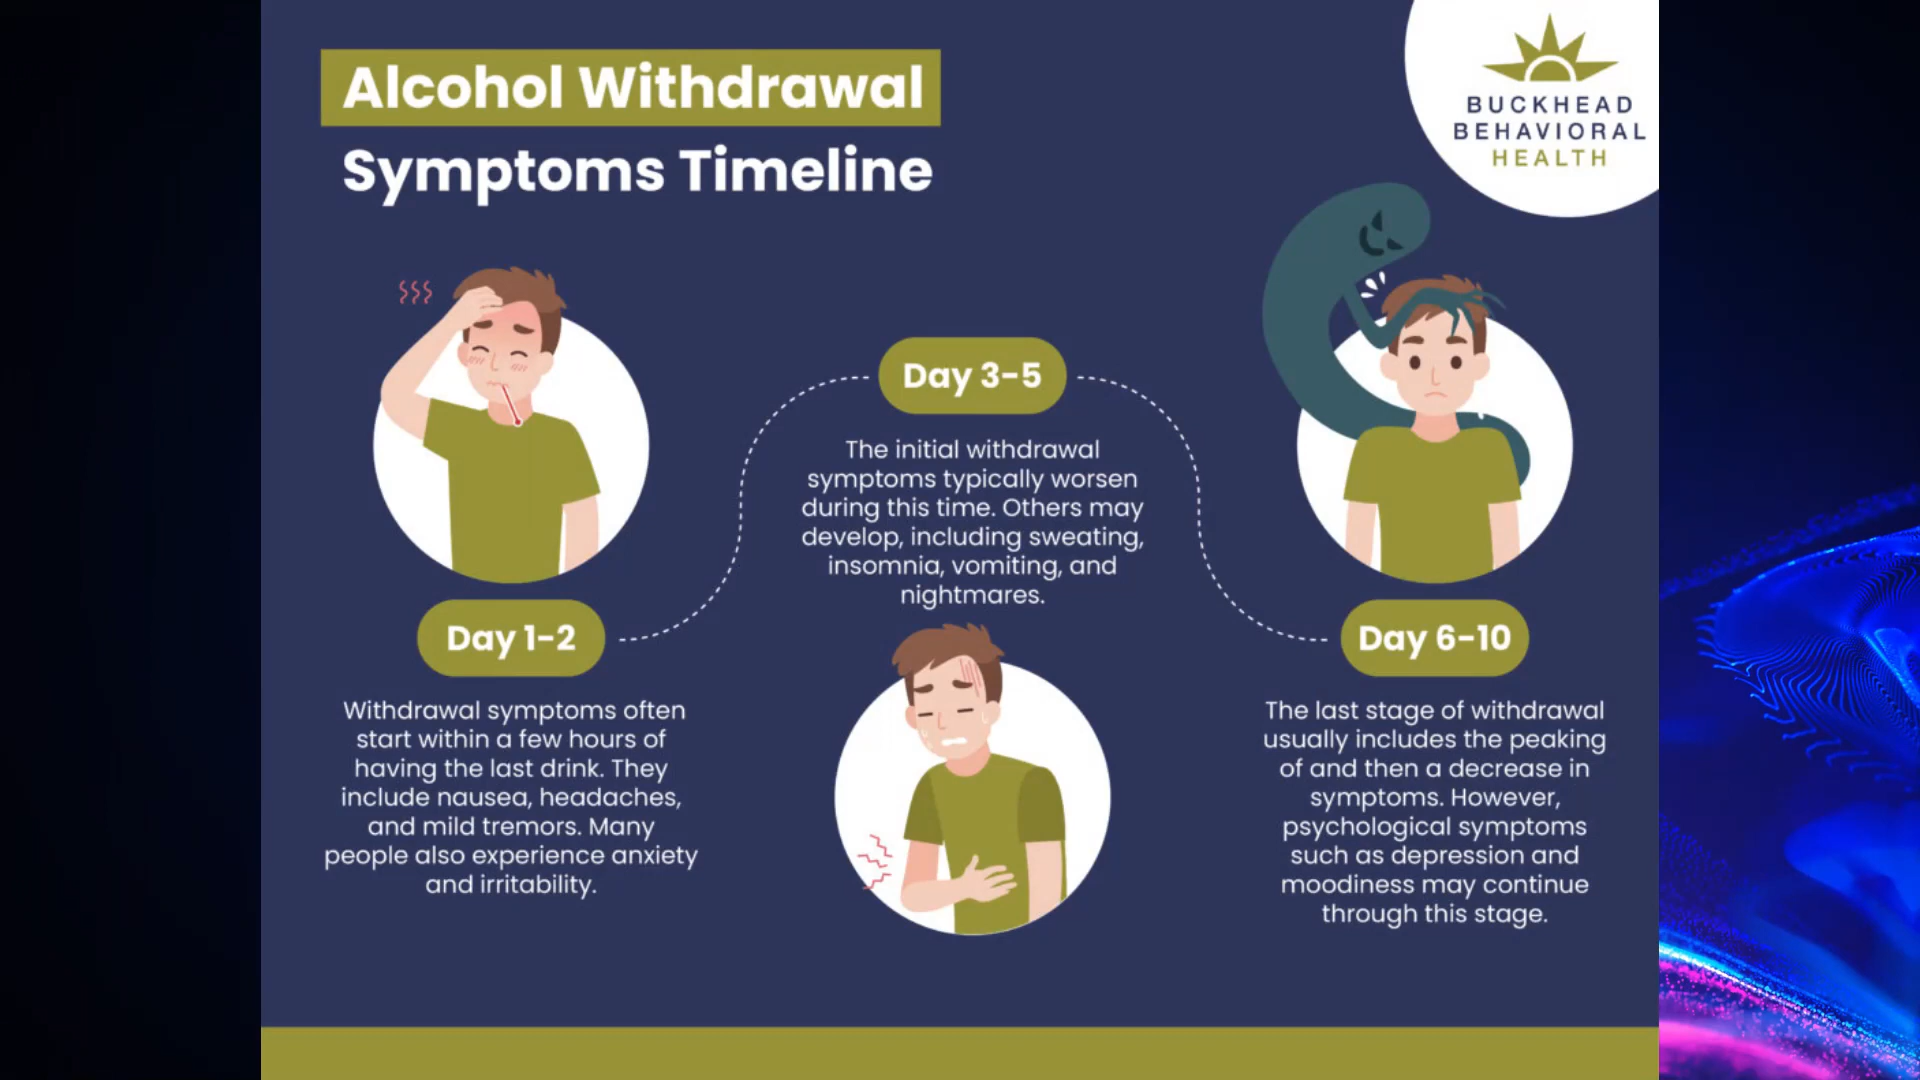 Alcohol Withdrawal
Symptoms Timeline
BUCKHEAD
BEHAVIORAL
HEALTH
Day 1-2
Withdrawal symptoms often
start within a few hours of
having the last drink. They
include nausea, headaches,
and mild tremors. Many
people also experience anxiety
and irritability.
Day 3-5
The initial withdrawal
symptoms typically worsen
during this time. Others may
develop, including sweating,
insomnia, vomiting, and
nightmares.
Day 6-10
The last stage of withdrawal
usually includes the peaking
of and then a decrease in
symptoms. However,
psychological symptoms
such as depression and
moodiness may continue
through this stage.